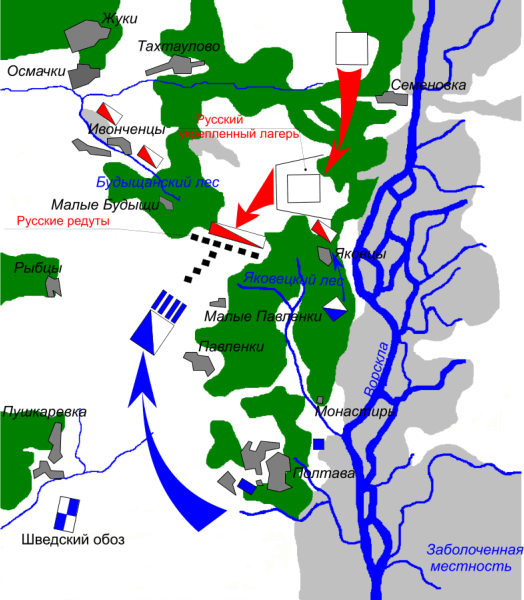 Жуки
Тахтаулово
Осмачки
Семеновка
Русский
укрепленный лагерь
Ивонченцы
Будыщанский лес
Малые Будыщи
Русские редуты
Яковцы
Рыбцы
Яковецкий лес
Малые Павленки
Павленки
Ворскла
Пушкаревка
Монастирь
Полтава
Шведский обоз
Заболоченная
местность